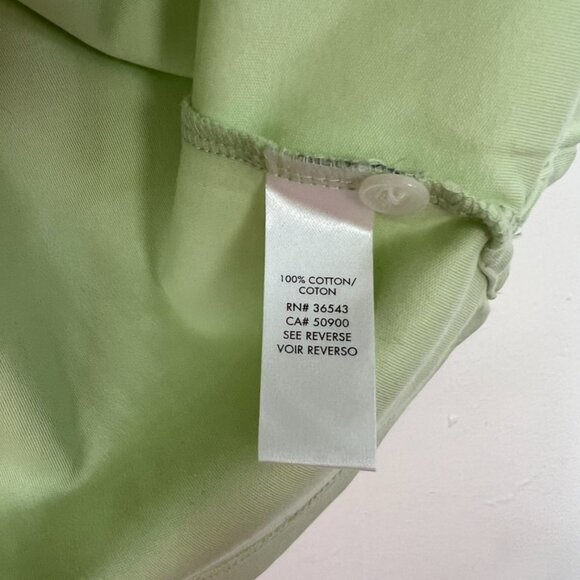 100% COTTON/
COTON
RN# 36543
CA# 50900
SEE REVERSE
VOIR REVERSO